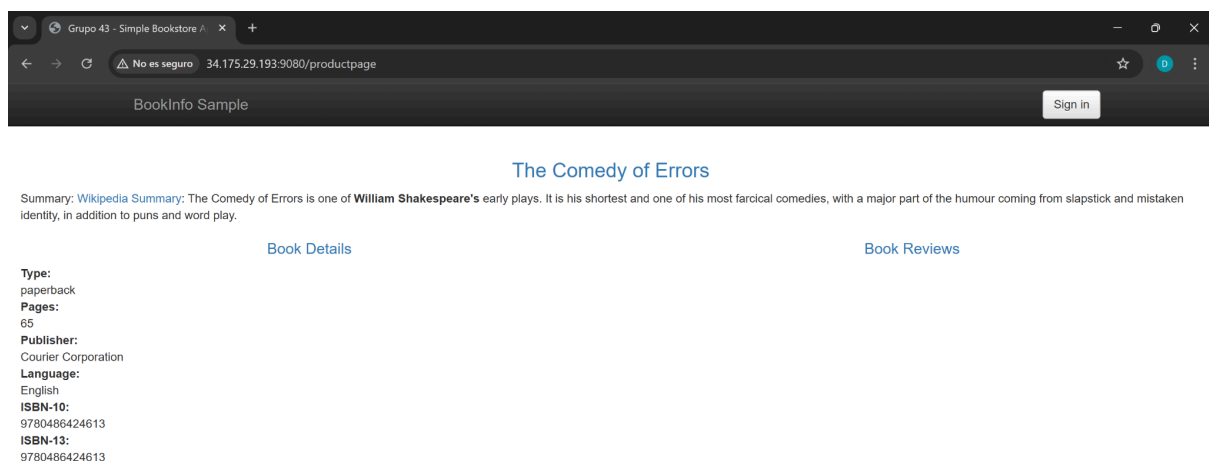 Grupo 43 - Simple Bookstore A
No es seguro 34.175.29.193:9080/productpage
D
BookInfo Sample
Sign in
The Comedy of Errors
Summary: Wikipedia Summary: The Comedy of Errors is one of William Shakespeare's early plays. It is his shortest and one of his most farcical comedies, with a major part of the humour coming from slapstick and mistaken
identity, in addition to puns and word play.
Book Details
Book Reviews
Type:
paperback
Pages:
65
Publisher:
Courier Corporation
Language:
English
ISBN-10:
9780486424613
ISBN-13:
9780486424613